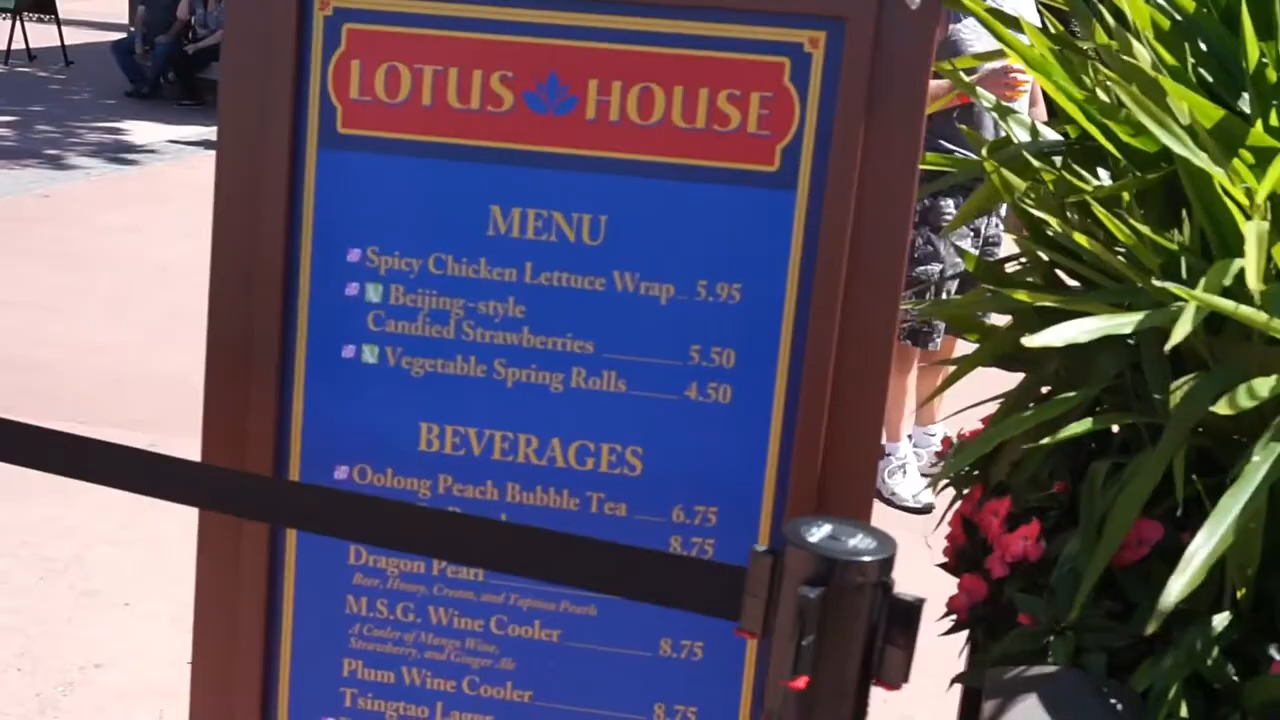 LOTUS HOUSE
MENU
Spicy Chicken Lettuce Wrap 5.95
Beijing-style
Candied Strawberries 5.50
Vegetable Spring Rolls 4.50
BEVERAGES
Oolong Peach Bubble Tea 6.75
8.75
Dragon Pearl
Beer, Honey, Cream, and Tapioca Pearls
M.S.G. Wine Cooler 8.75
A Cooler of Mango Wine,
Strawberry, and Ginger Ale
Plum Wine Cooler 8.75
Tsingtao Lager